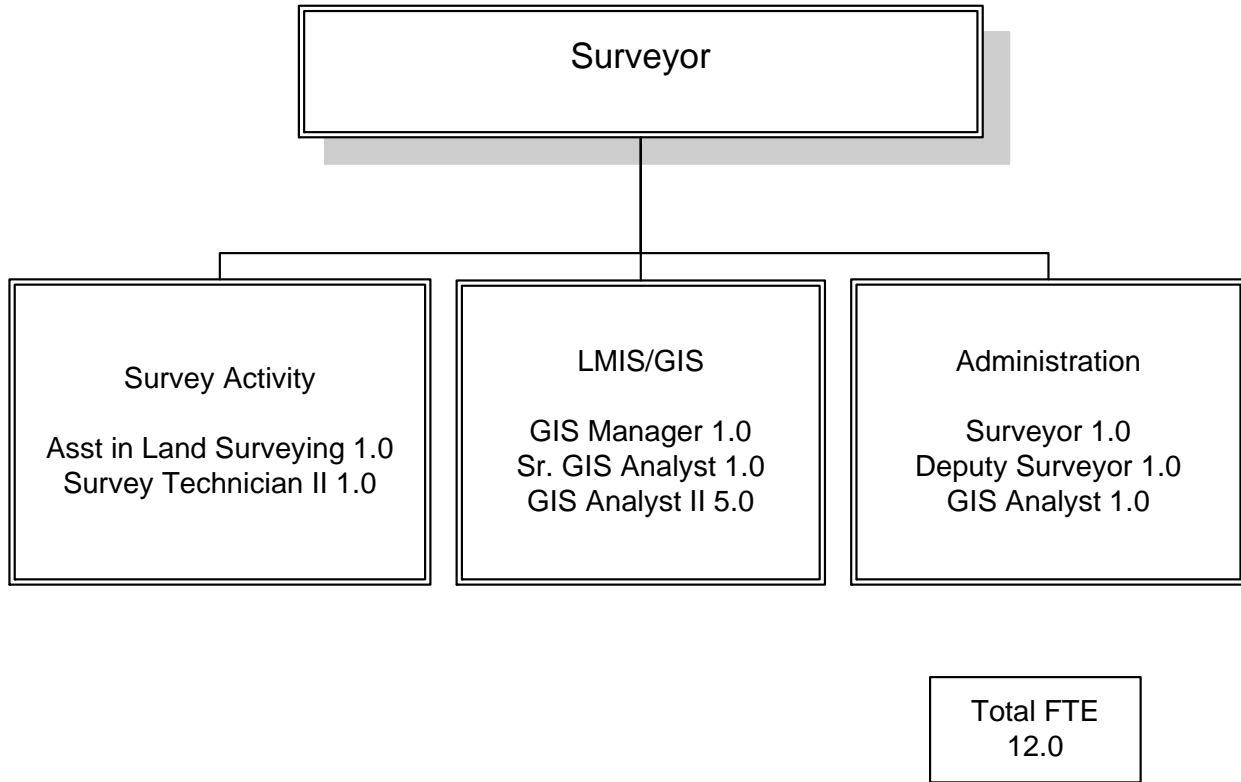 Surveyor
Survey Activity
Asst in Land Surveying 1.0
Survey Technician II 1.0
LMIS/GIS
GIS Manager 1.0
Sr. GIS Analyst 1.0
GIS Analyst II 5.0
Administration
Surveyor 1.0
Deputy Surveyor 1.0
GIS Analyst 1.0
Total FTE
12.0